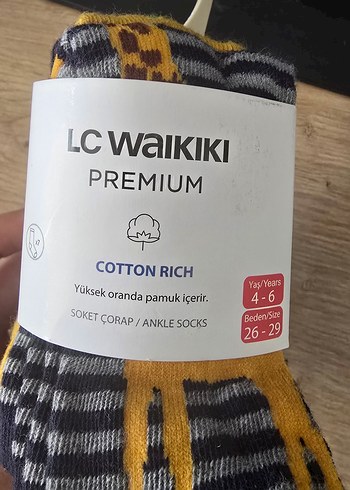 LC WAIKIKI
PREMIUM
COTTON RICH
Yüksek oranda pamuk içerir.
SOKET ÇORAP / ANKLE SOCKS
Yaş/Years
4 - 6
Beden/Size
26 - 29